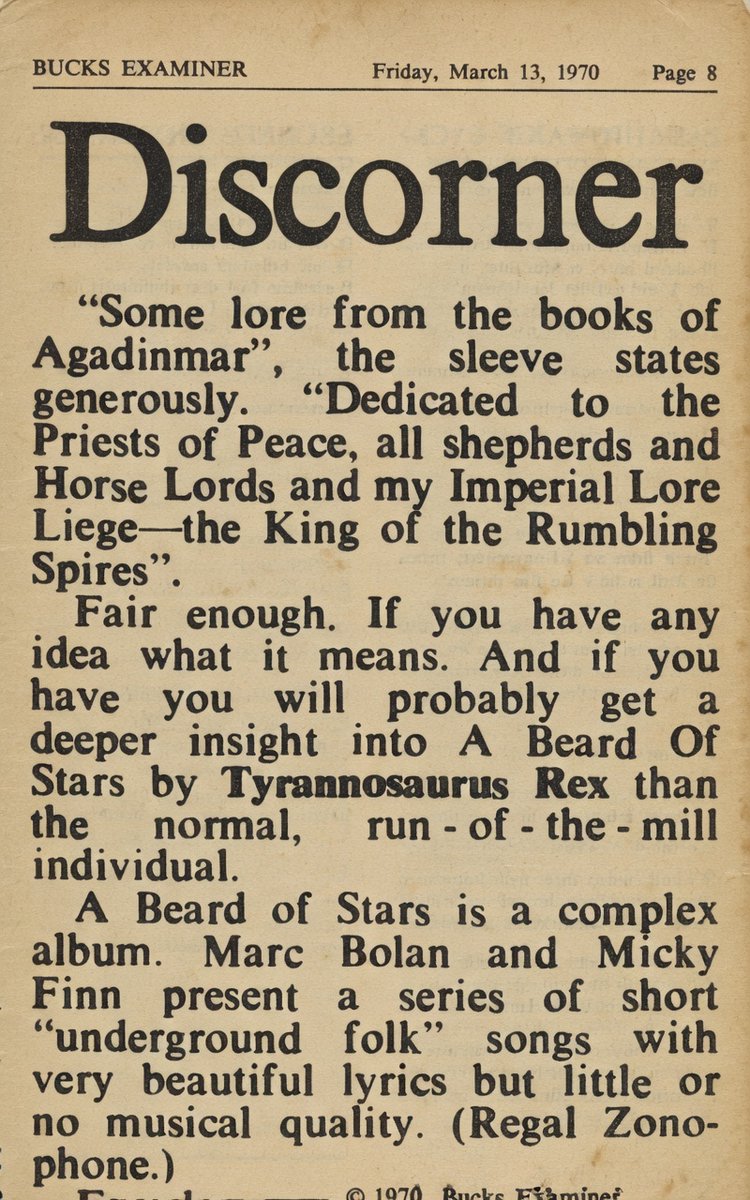 BUCKS EXAMINER Friday, March 13, 1970 Page 8
Discorner
“Some lore from the books of
Agadinmar”, the sleeve states
generously. “Dedicated to the
Priests of Peace, all shepherds and
Horse Lords and my Imperial Lore
Liege—the King of the Rumbling
Spires”.
Fair enough. If you have any
idea what it means. And if you
have you will probably get a
deeper insight into A Beard Of
Stars by Tyrannosaurus Rex than
the normal, run - of - the - mill
individual.
A Beard of Stars is a complex
album. Marc Bolan and Micky
Finn present a series of short
“underground folk” songs with
very beautiful lyrics but little or
no musical quality. (Regal Zono-
phone.)
© 1970 Bucks Examiner